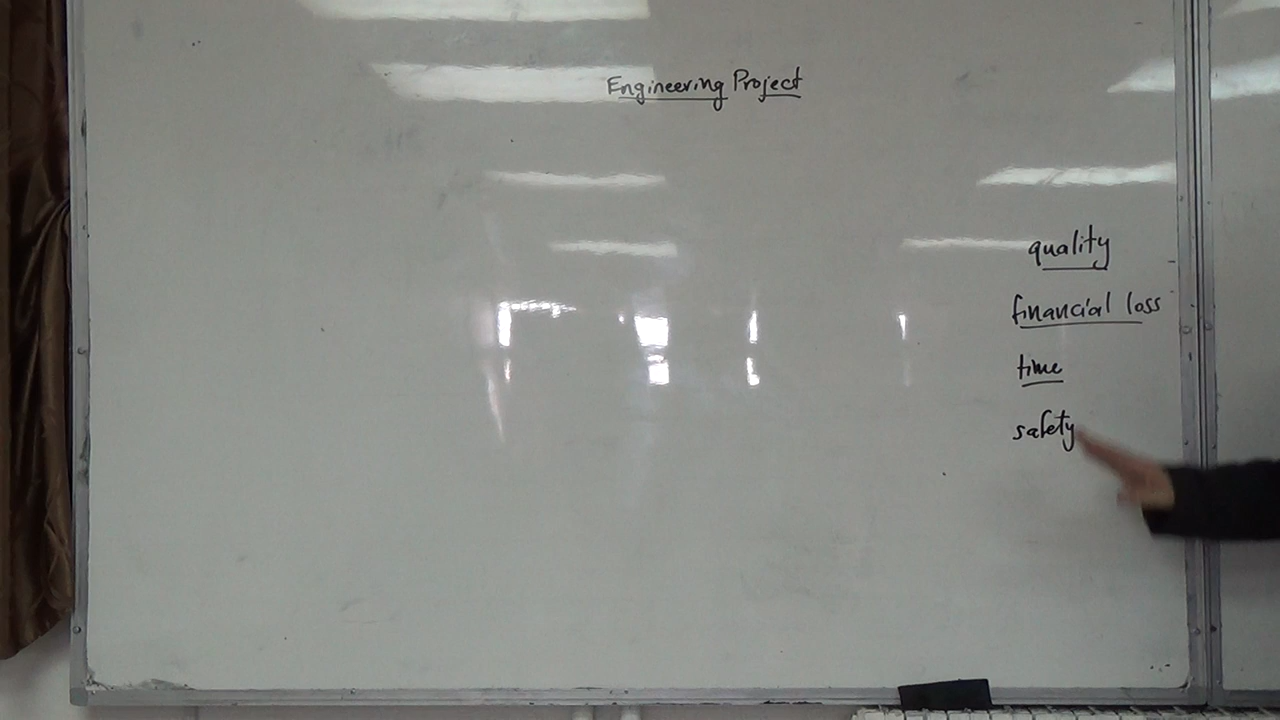 Engineering Project
quality
financial loss
time
safety